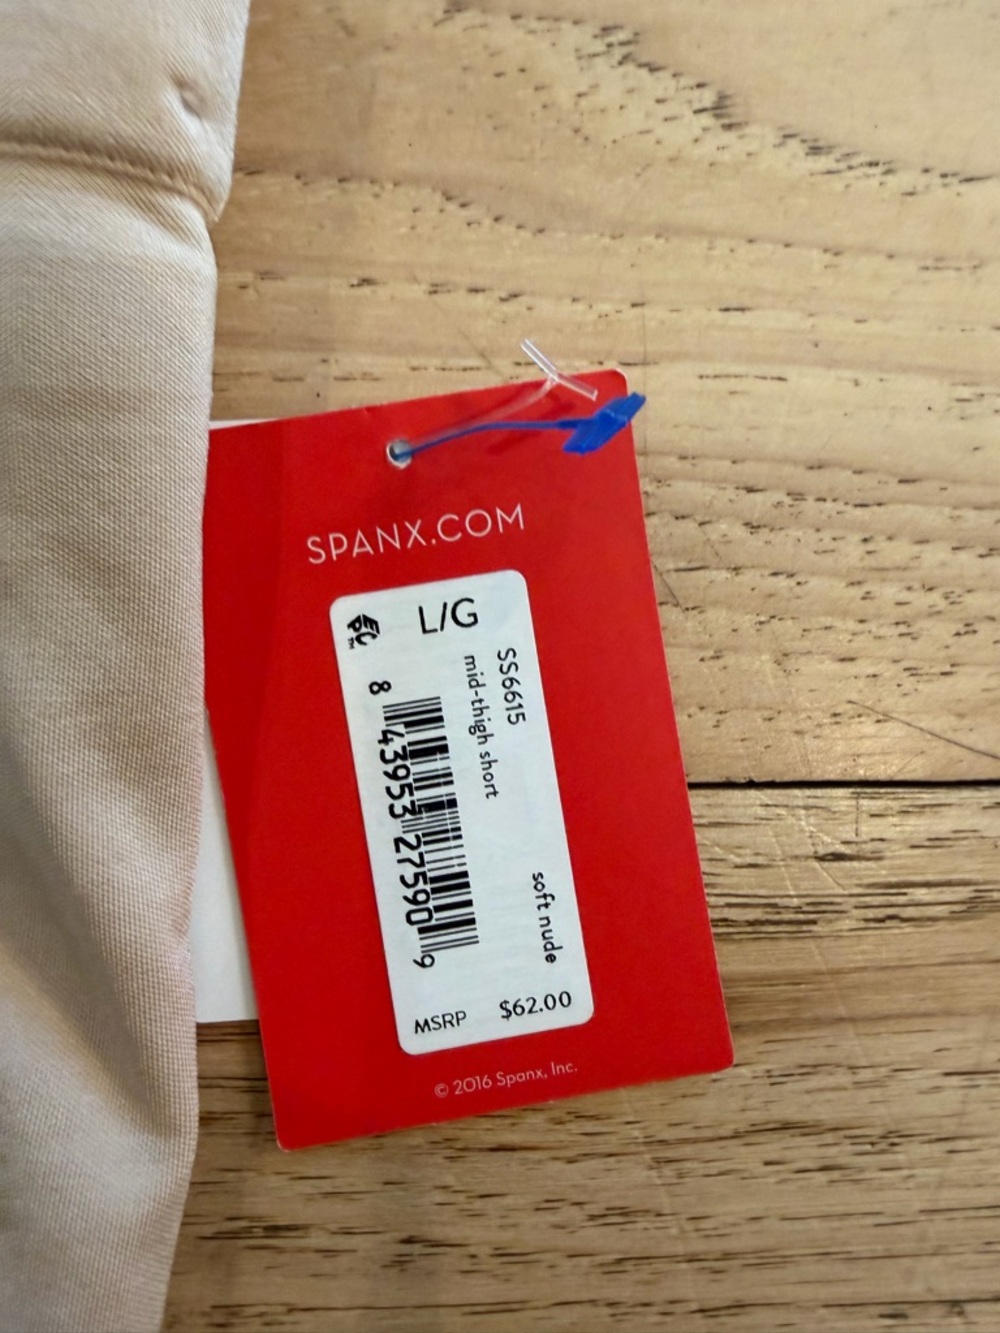 SPANX.COM
L/G
SS6615
mid-thigh short
soft nude
8 43953 27590 9
MSRP $62.00
© 2016 Spanx, Inc.